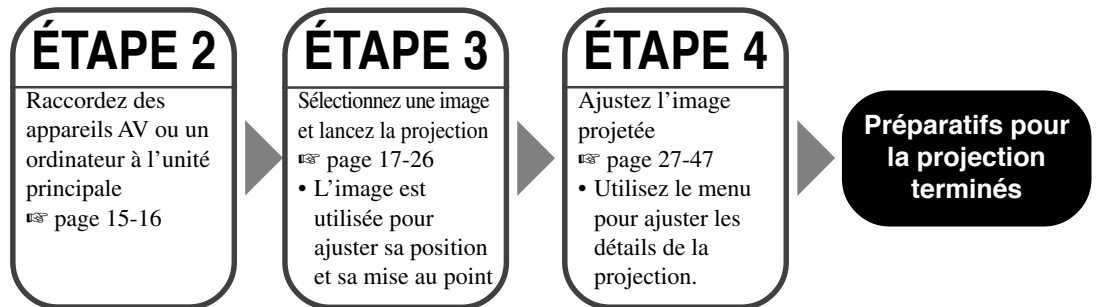 ÉTAPE 2
Raccordez des
appareils AV ou un
ordinateur à l’unité
principale
☞ page 15-16
ÉTAPE 3
Sélectionnez une image
et lancez la projection
☞ page 17-26
• L’image est
utilisée pour
ajuster sa position
et sa mise au point
ÉTAPE 4
Ajustez l’image
projetée
☞ page 27-47
• Utilisez le menu
pour ajuster les
détails de la
projection.
Préparatifs pour
la projection
terminés